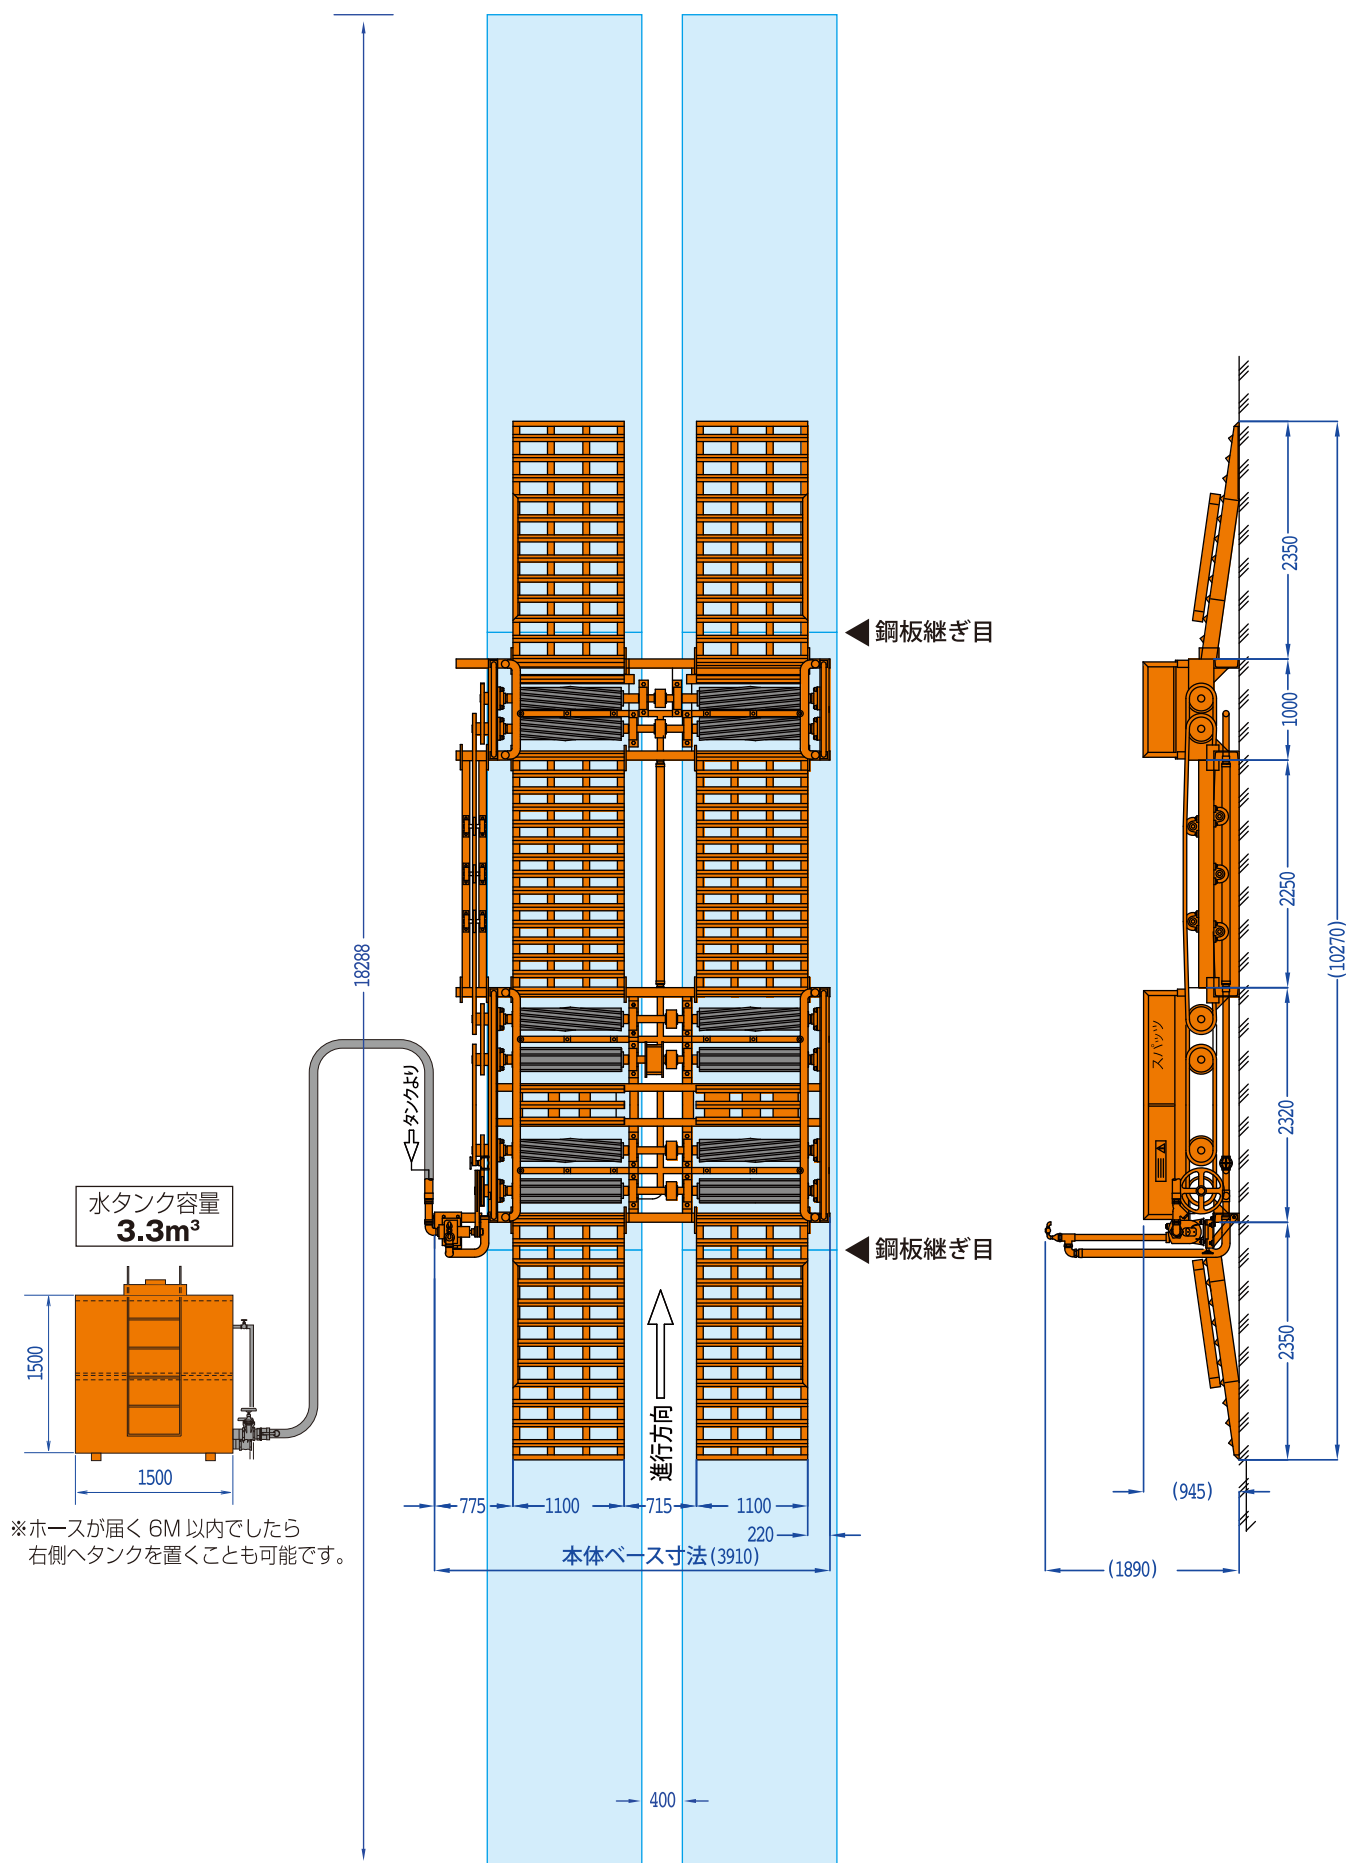 18288
鋼板継ぎ目
2350
1000
2250
(10270)
スパッツ
2320
タンクより
水タンク容量
3.3m³
鋼板継ぎ目
2350
1500
1500
進行方向
775
1100
715
1100
220
本体ベース寸法(3910)
(945)
(1890)
※ホースが届く 6M 以内でしたら
右側へタンクを置くことも可能です。
400